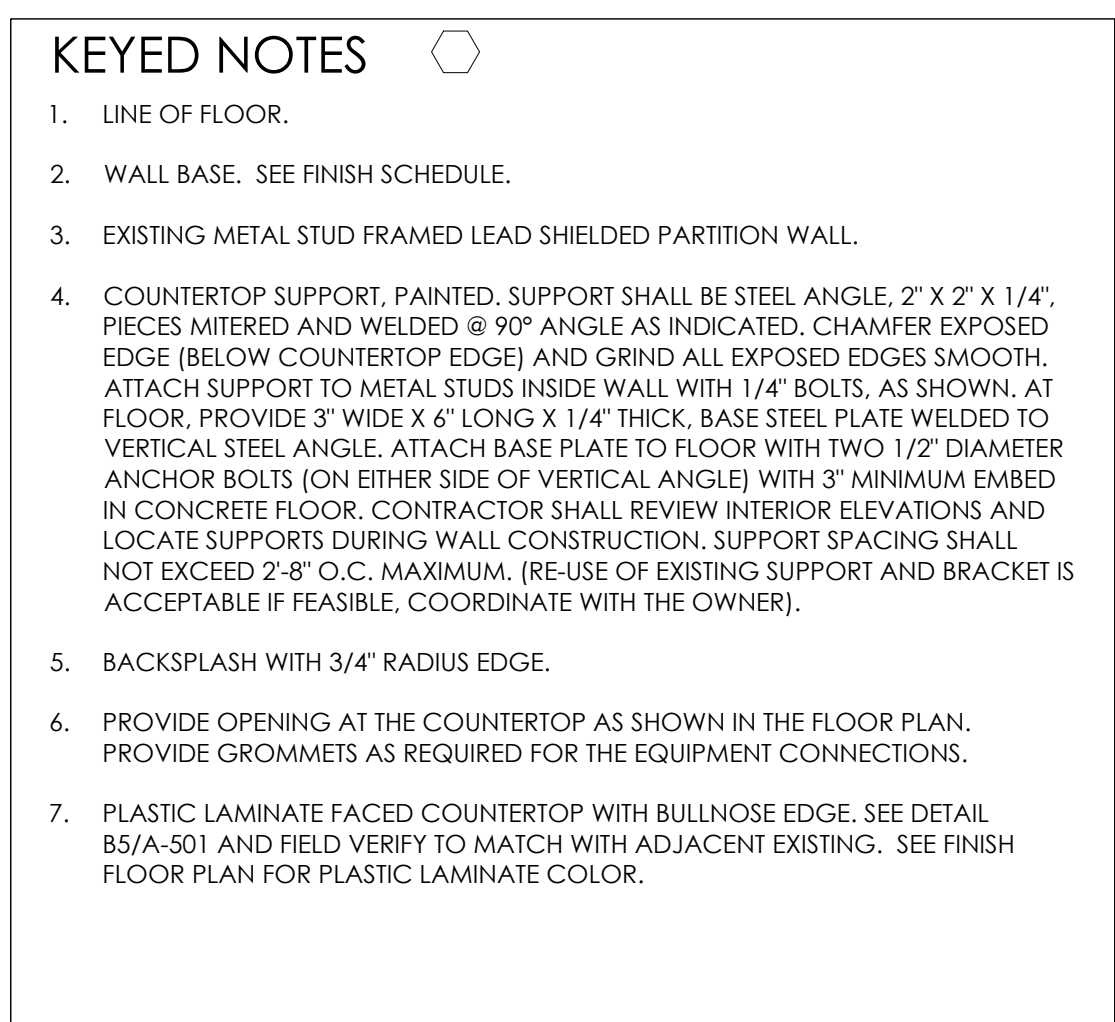 KEYED NOTES
1. LINE OF FLOOR.
2. WALL BASE. SEE FINISH SCHEDULE.
3. EXISTING METAL STUD FRAMED LEAD SHIELDED PARTITION WALL.
4. COUNTERTOP SUPPORT, PAINTED. SUPPORT SHALL BE STEEL ANGLE, 2" X 2" X 1/4",
PIECES MITERED AND WELDED @ 90° ANGLE AS INDICATED. CHAMFER EXPOSED
EDGE (BELOW COUNTERTOP EDGE) AND GRIND ALL EXPOSED EDGES SMOOTH.
ATTACH SUPPORT TO METAL STUDS INSIDE WALL WITH 1/4" BOLTS, AS SHOWN. AT
FLOOR, PROVIDE 3" WIDE X 6" LONG X 1/4" THICK, BASE STEEL PLATE WELDED TO
VERTICAL STEEL ANGLE. ATTACH BASE PLATE TO FLOOR WITH TWO 1/2" DIAMETER
ANCHOR BOLTS (ON EITHER SIDE OF VERTICAL ANGLE) WITH 3" MINIMUM EMBED
IN CONCRETE FLOOR. CONTRACTOR SHALL REVIEW INTERIOR ELEVATIONS AND
LOCATE SUPPORTS DURING WALL CONSTRUCTION. SUPPORT SPACING SHALL
NOT EXCEED 2'-8" O.C. MAXIMUM. (RE-USE OF EXISTING SUPPORT AND BRACKET IS
ACCEPTABLE IF FEASIBLE, COORDINATE WITH THE OWNER).
5. BACKSPLASH WITH 3/4" RADIUS EDGE.
6. PROVIDE OPENING AT THE COUNTERTOP AS SHOWN IN THE FLOOR PLAN.
PROVIDE GROMMETS AS REQUIRED FOR THE EQUIPMENT CONNECTIONS.
7. PLASTIC LAMINATE FACED COUNTERTOP WITH BULLNOSE EDGE. SEE DETAIL
B5/A-501 AND FIELD VERIFY TO MATCH WITH ADJACENT EXISTING. SEE FINISH
FLOOR PLAN FOR PLASTIC LAMINATE COLOR.